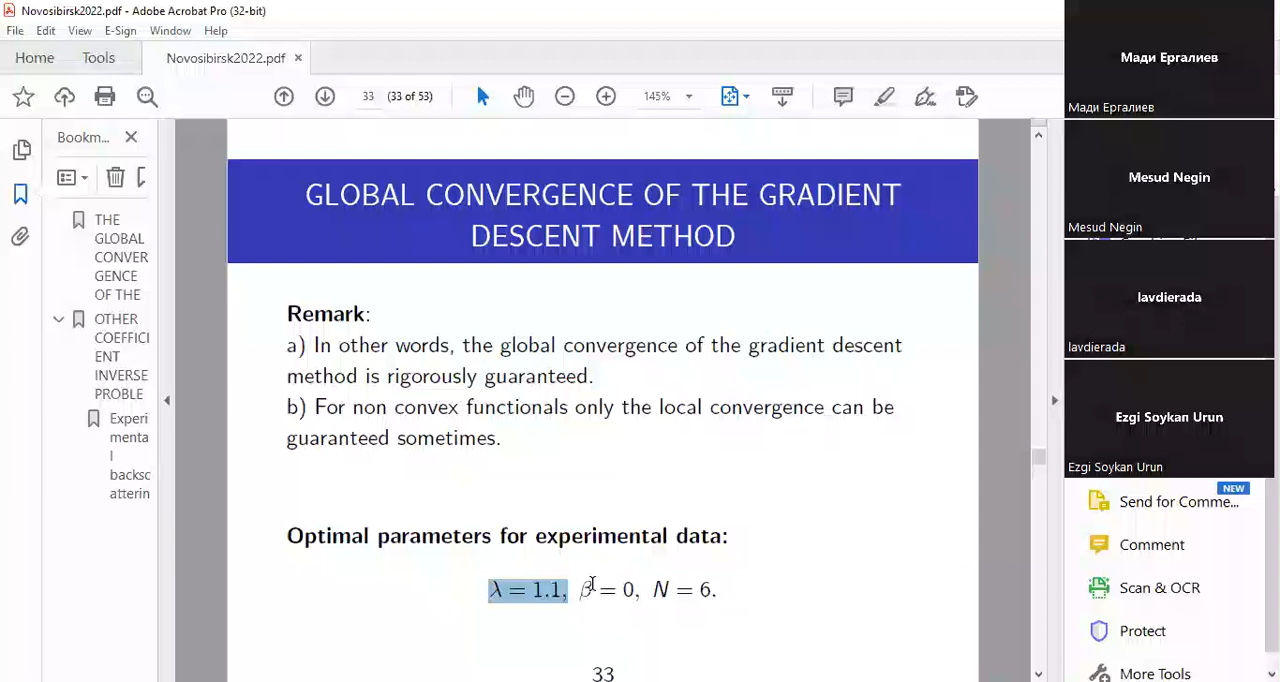 Novosibirsk2022.pdf - Adobe Acrobat Pro (32-bit)
File Edit View E-Sign Window Help
Home Tools Novosibirsk2022.pdf ×
33 (33 of 53) 145%
Bookm...
THE
GLOBAL
CONVER
GENCE
OF THE
OTHER
COEFFICI
ENT
INVERSE
PROBLE
Experi
menta
l
backsc
atterin
GLOBAL CONVERGENCE OF THE GRADIENT
DESCENT METHOD
Remark:
a) In other words, the global convergence of the gradient descent
method is rigorously guaranteed.
b) For non convex functionals only the local convergence can be
guaranteed sometimes.
Optimal parameters for experimental data:
λ = 1.1, β = 0, N = 6.
33
Мади Ергалиев
Мади Ергалиев
Mesud Negin
Mesud Negin
lavdierada
lavdierada
Ezgi Soykan Urun
Ezgi Soykan Urun
NEW
Send for Comme...
Comment
Scan & OCR
Protect
More Tools